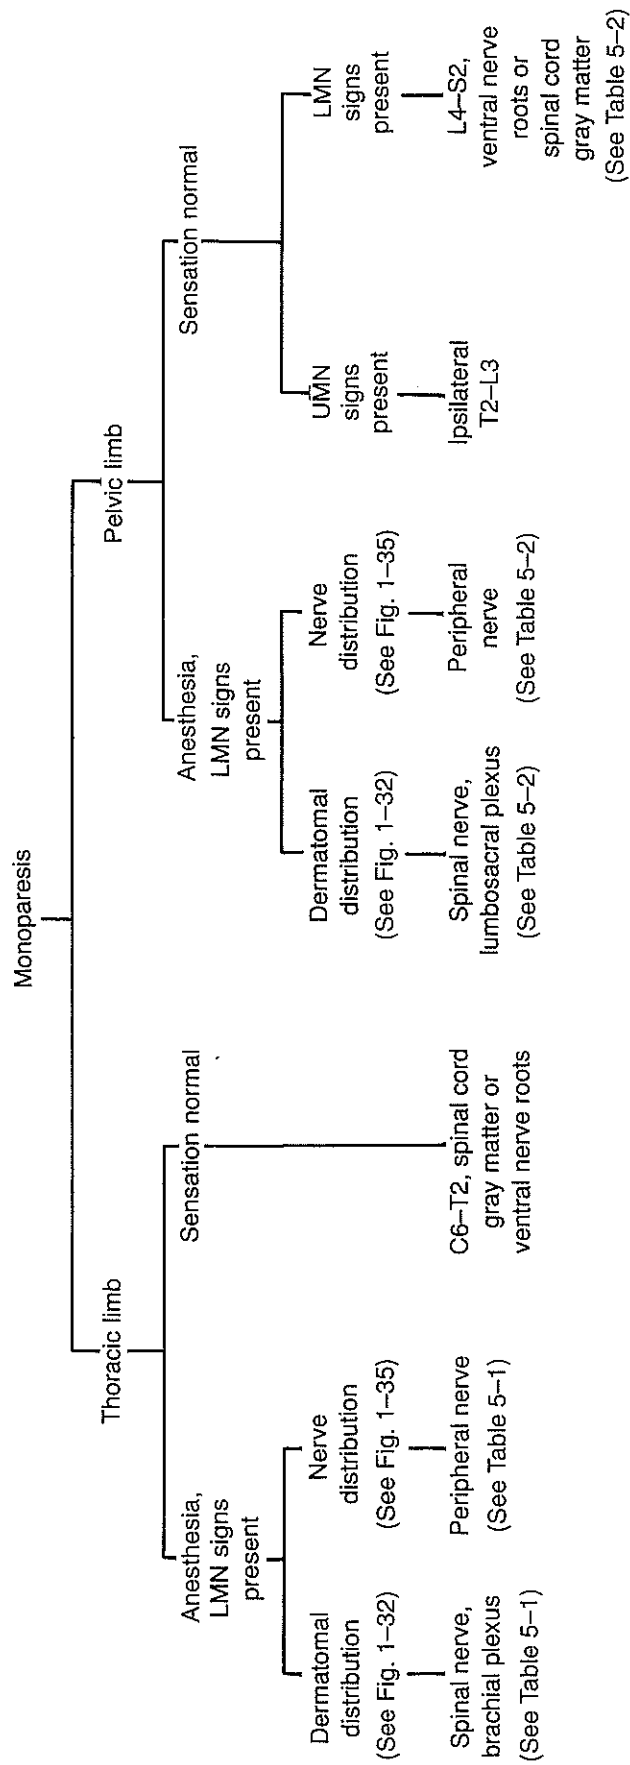 Monoparesis
Thoracic limb
Pelvic limb
Anesthesia,
LMN signs
present
Sensation normal
Anesthesia,
LMN signs
present
Sensation normal
Dermatomal
distribution
(See Fig. 1–32)
Nerve
distribution
(See Fig. 1–35)
Dermatomal
distribution
(See Fig. 1–32)
Nerve
distribution
(See Fig. 1–35)
UMN
signs
present
LMN
signs
present
Spinal nerve,
brachial plexus
(See Table 5–1)
Peripheral nerve
(See Table 5–1)
C6–T2, spinal cord
gray matter or
ventral nerve roots
Spinal nerve,
lumbosacral plexus
(See Table 5–2)
Peripheral
nerve
(See Table 5–2)
Ipsilateral
T2–L3
L4–S2,
ventral nerve
roots or
spinal cord
gray matter
(See Table 5–2)